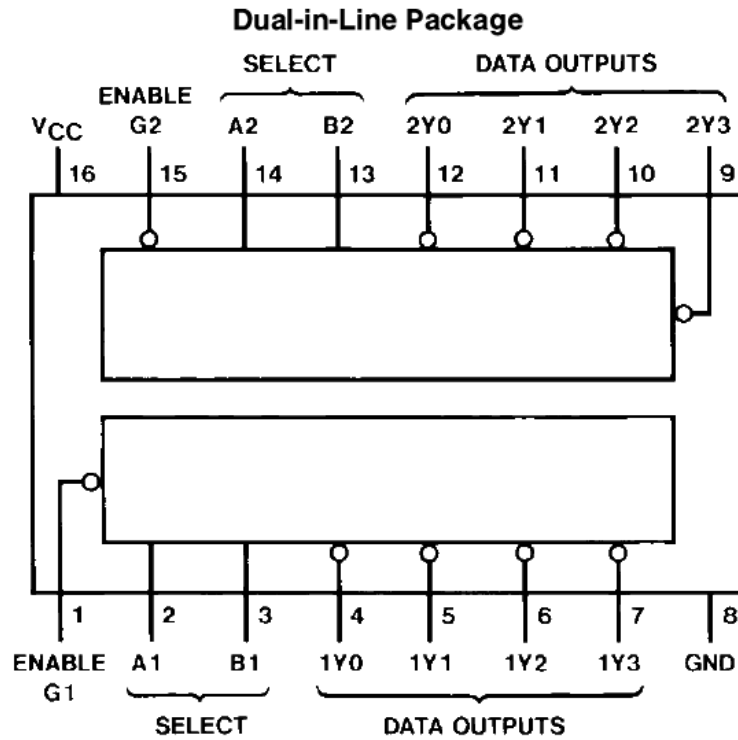 Dual-in-Line Package
SELECT DATA OUTPUTS
ENABLE
VCC G2 A2 B2 2Y0 2Y1 2Y2 2Y3
16 15 14 13 12 11 10 9
1 2 3 4 5 6 7 8
ENABLE A1 B1 1Y0 1Y1 1Y2 1Y3 GND
G1
SELECT DATA OUTPUTS